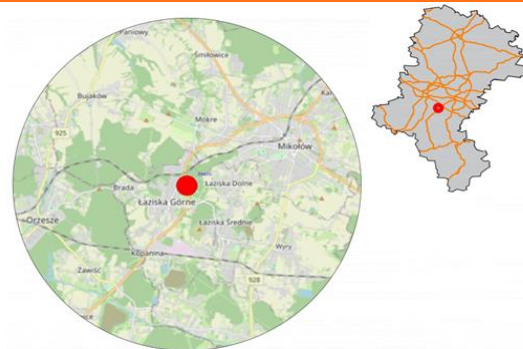 Paniowy
Śmiłowice
Bujaków
Mokre
925
Mikołów
Brada
Łaziska Dolne
Łaziska Górne
Orzesze
Łaziska Średnie
Wyry
Kopanina
Zawiść
928